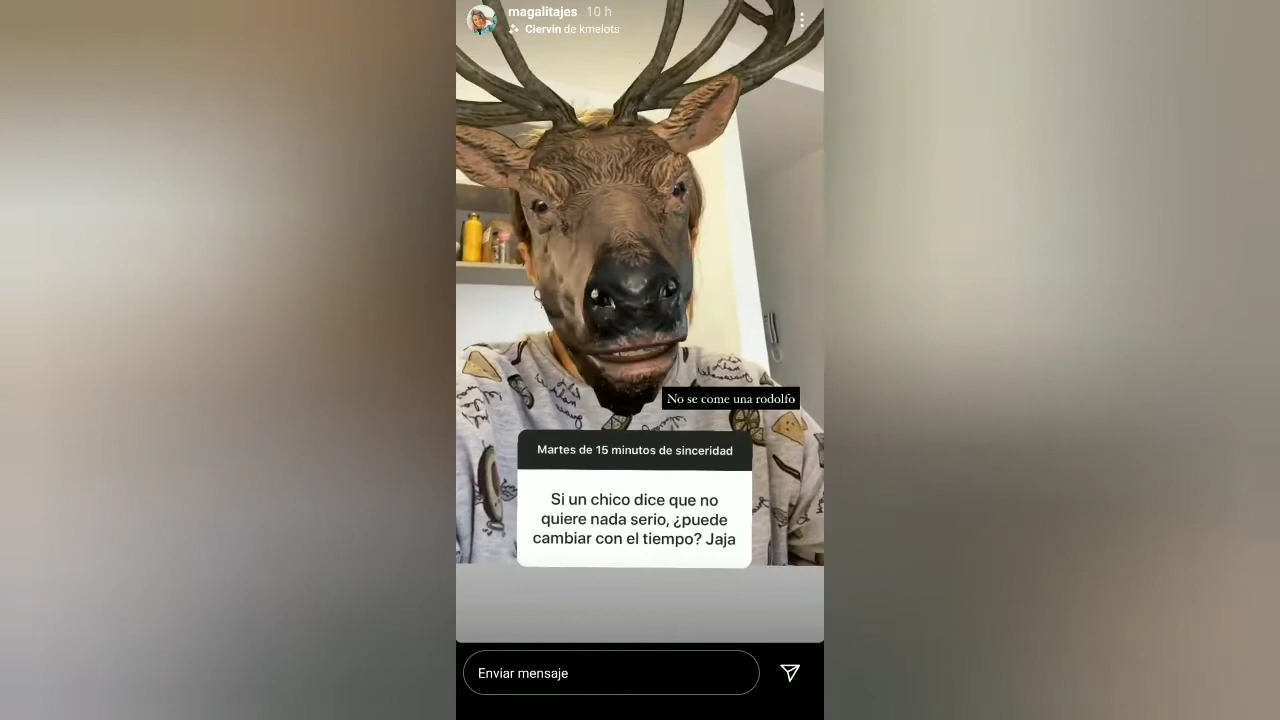 magalitajes 10 h
Ciervin de kmelots
No se come una rodolfo
Martes de 15 minutos de sinceridad
Si un chico dice que no
quiere nada serio, ¿puede
cambiar con el tiempo? Jaja
Enviar mensaje